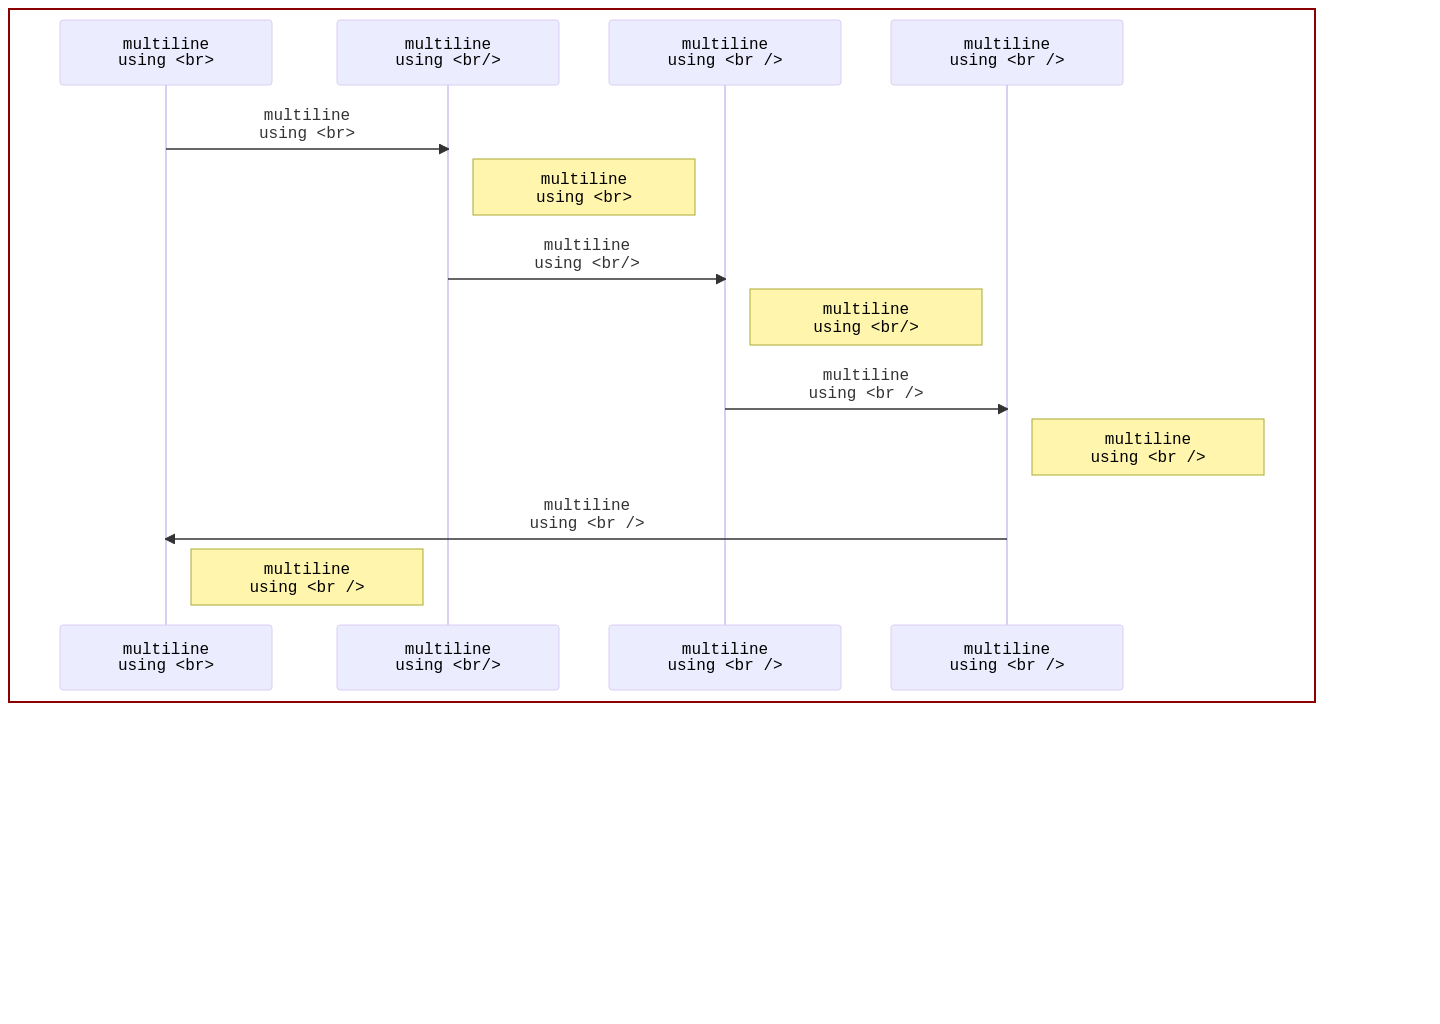 multiline
using <br>
multiline
using <br/>
multiline
using <br />
multiline
using <br />
multiline
using <br>
multiline
using <br>
multiline
using <br/>
multiline
using <br/>
multiline
using <br />
multiline
using <br />
multiline
using <br />
multiline
using <br />
multiline
using <br>
multiline
using <br/>
multiline
using <br />
multiline
using <br />